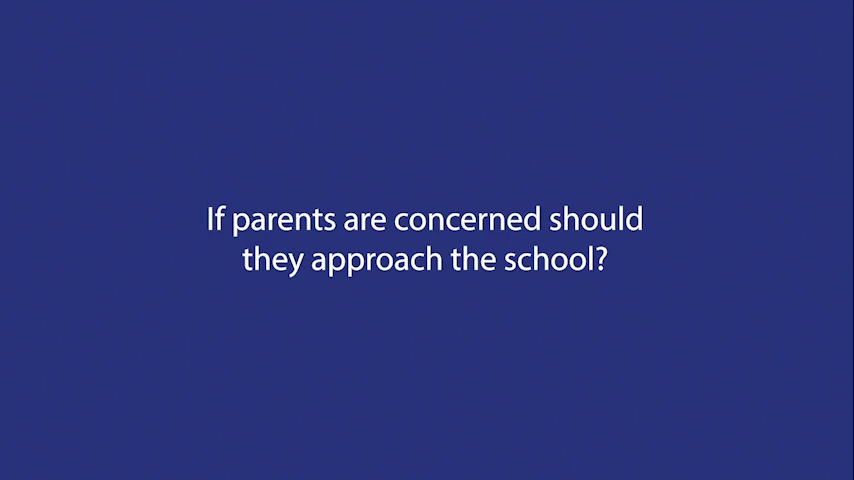 If parents are concerned should
they approach the school?